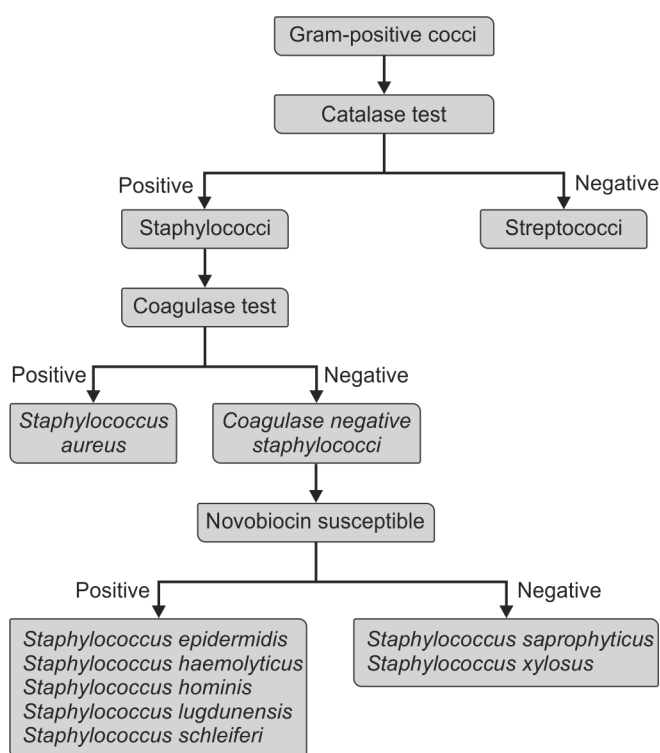 Gram-positive cocci
Catalase test
Positive
Negative
Staphylococci
Streptococci
Coagulase test
Positive
Negative
Staphylococcus
aureus
Coagulase negative
staphylococci
Novobiocin susceptible
Positive
Negative
Staphylococcus epidermidis
Staphylococcus haemolyticus
Staphylococcus hominis
Staphylococcus lugdunensis
Staphylococcus schleiferi
Staphylococcus saprophyticus
Staphylococcus xylosus